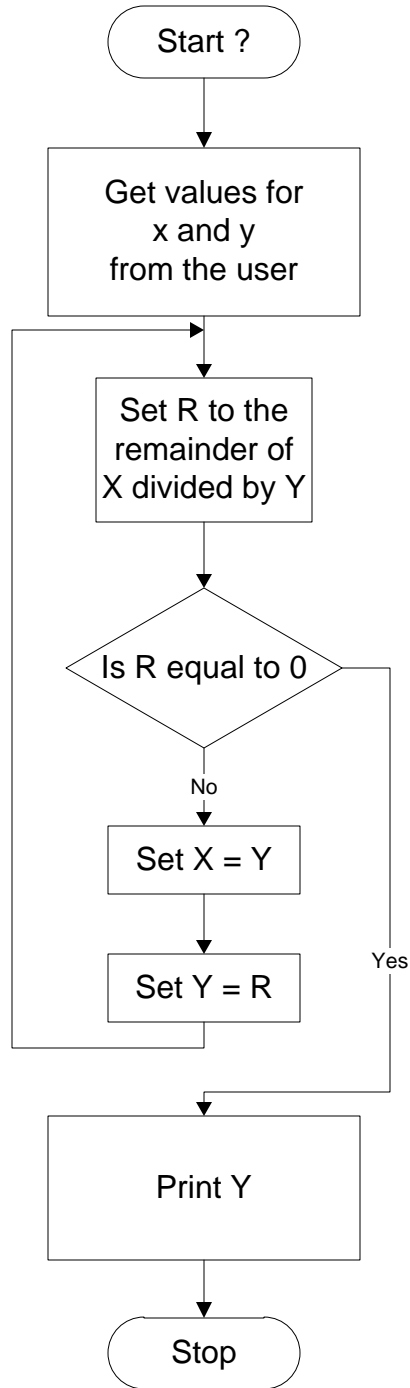 Start ?
Get values for
x and y
from the user
Set R to the
remainder of
X divided by Y
Is R equal to 0
No
Set X = Y
Set Y = R
Yes
Print Y
Stop